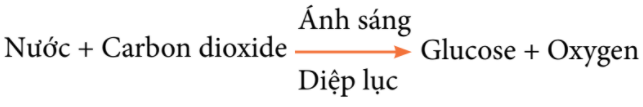 Ánh sáng
Nước + Carbon dioxide Glucose + Oxygen
Diệp lục